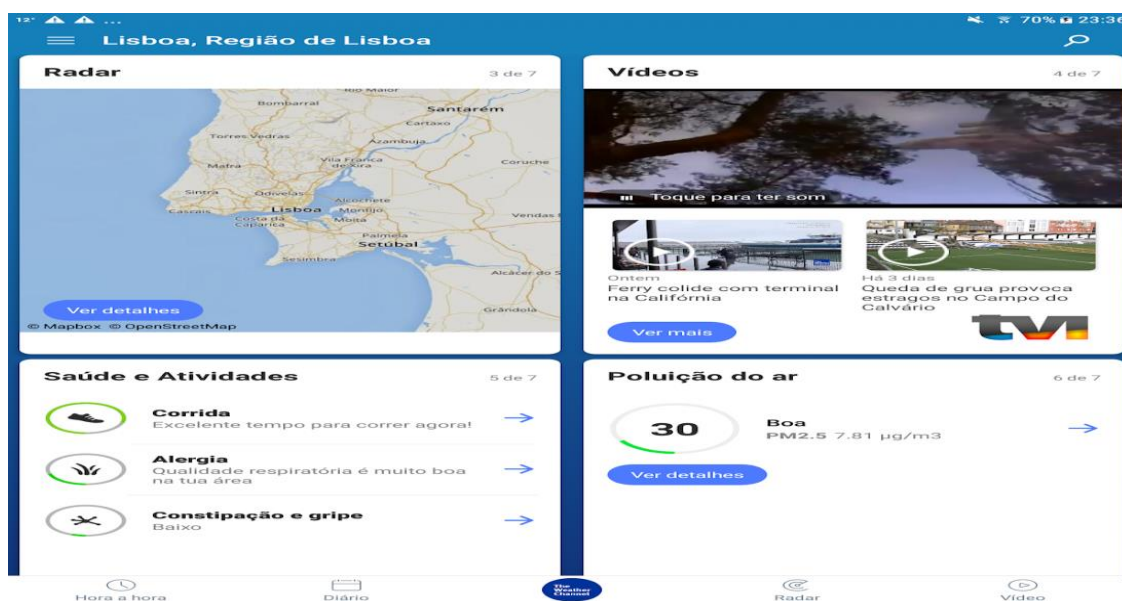 12°
70% 23:36
Lisboa, Região de Lisboa
Radar
3 de 7
Rio Maior
Bombarral
Santarém
Cartaxo
Torres Vedras
Azambuja
Vila Franca
de Xira
Mafra
Coruche
Sintra
Odivelas
Alcochete
Cascais
Lisboa
Montijo
Costa da
Caparica
Moita
Vendas
Palmela
Setúbal
Sesimbra
Alcácer do S
Grândola
Ver detalhes
© Mapbox © OpenStreetMap
Vídeos
4 de 7
Toque para ter som
Ontem
Ferry colide com terminal
na Califórnia
Há 3 dias
Queda de grua provoca
estragos no Campo do
Calvário
Ver mais
tvi
Saúde e Atividades
5 de 7
Corrida
Excelente tempo para correr agora!
Alergia
Qualidade respiratória é muito boa
na tua área
Constipação e gripe
Baixo
Poluição do ar
6 de 7
30
Boa
PM2.5 7.81 µg/m3
Ver detalhes
Hora a hora
Diário
The
Weather
Channel
Radar
Vídeo